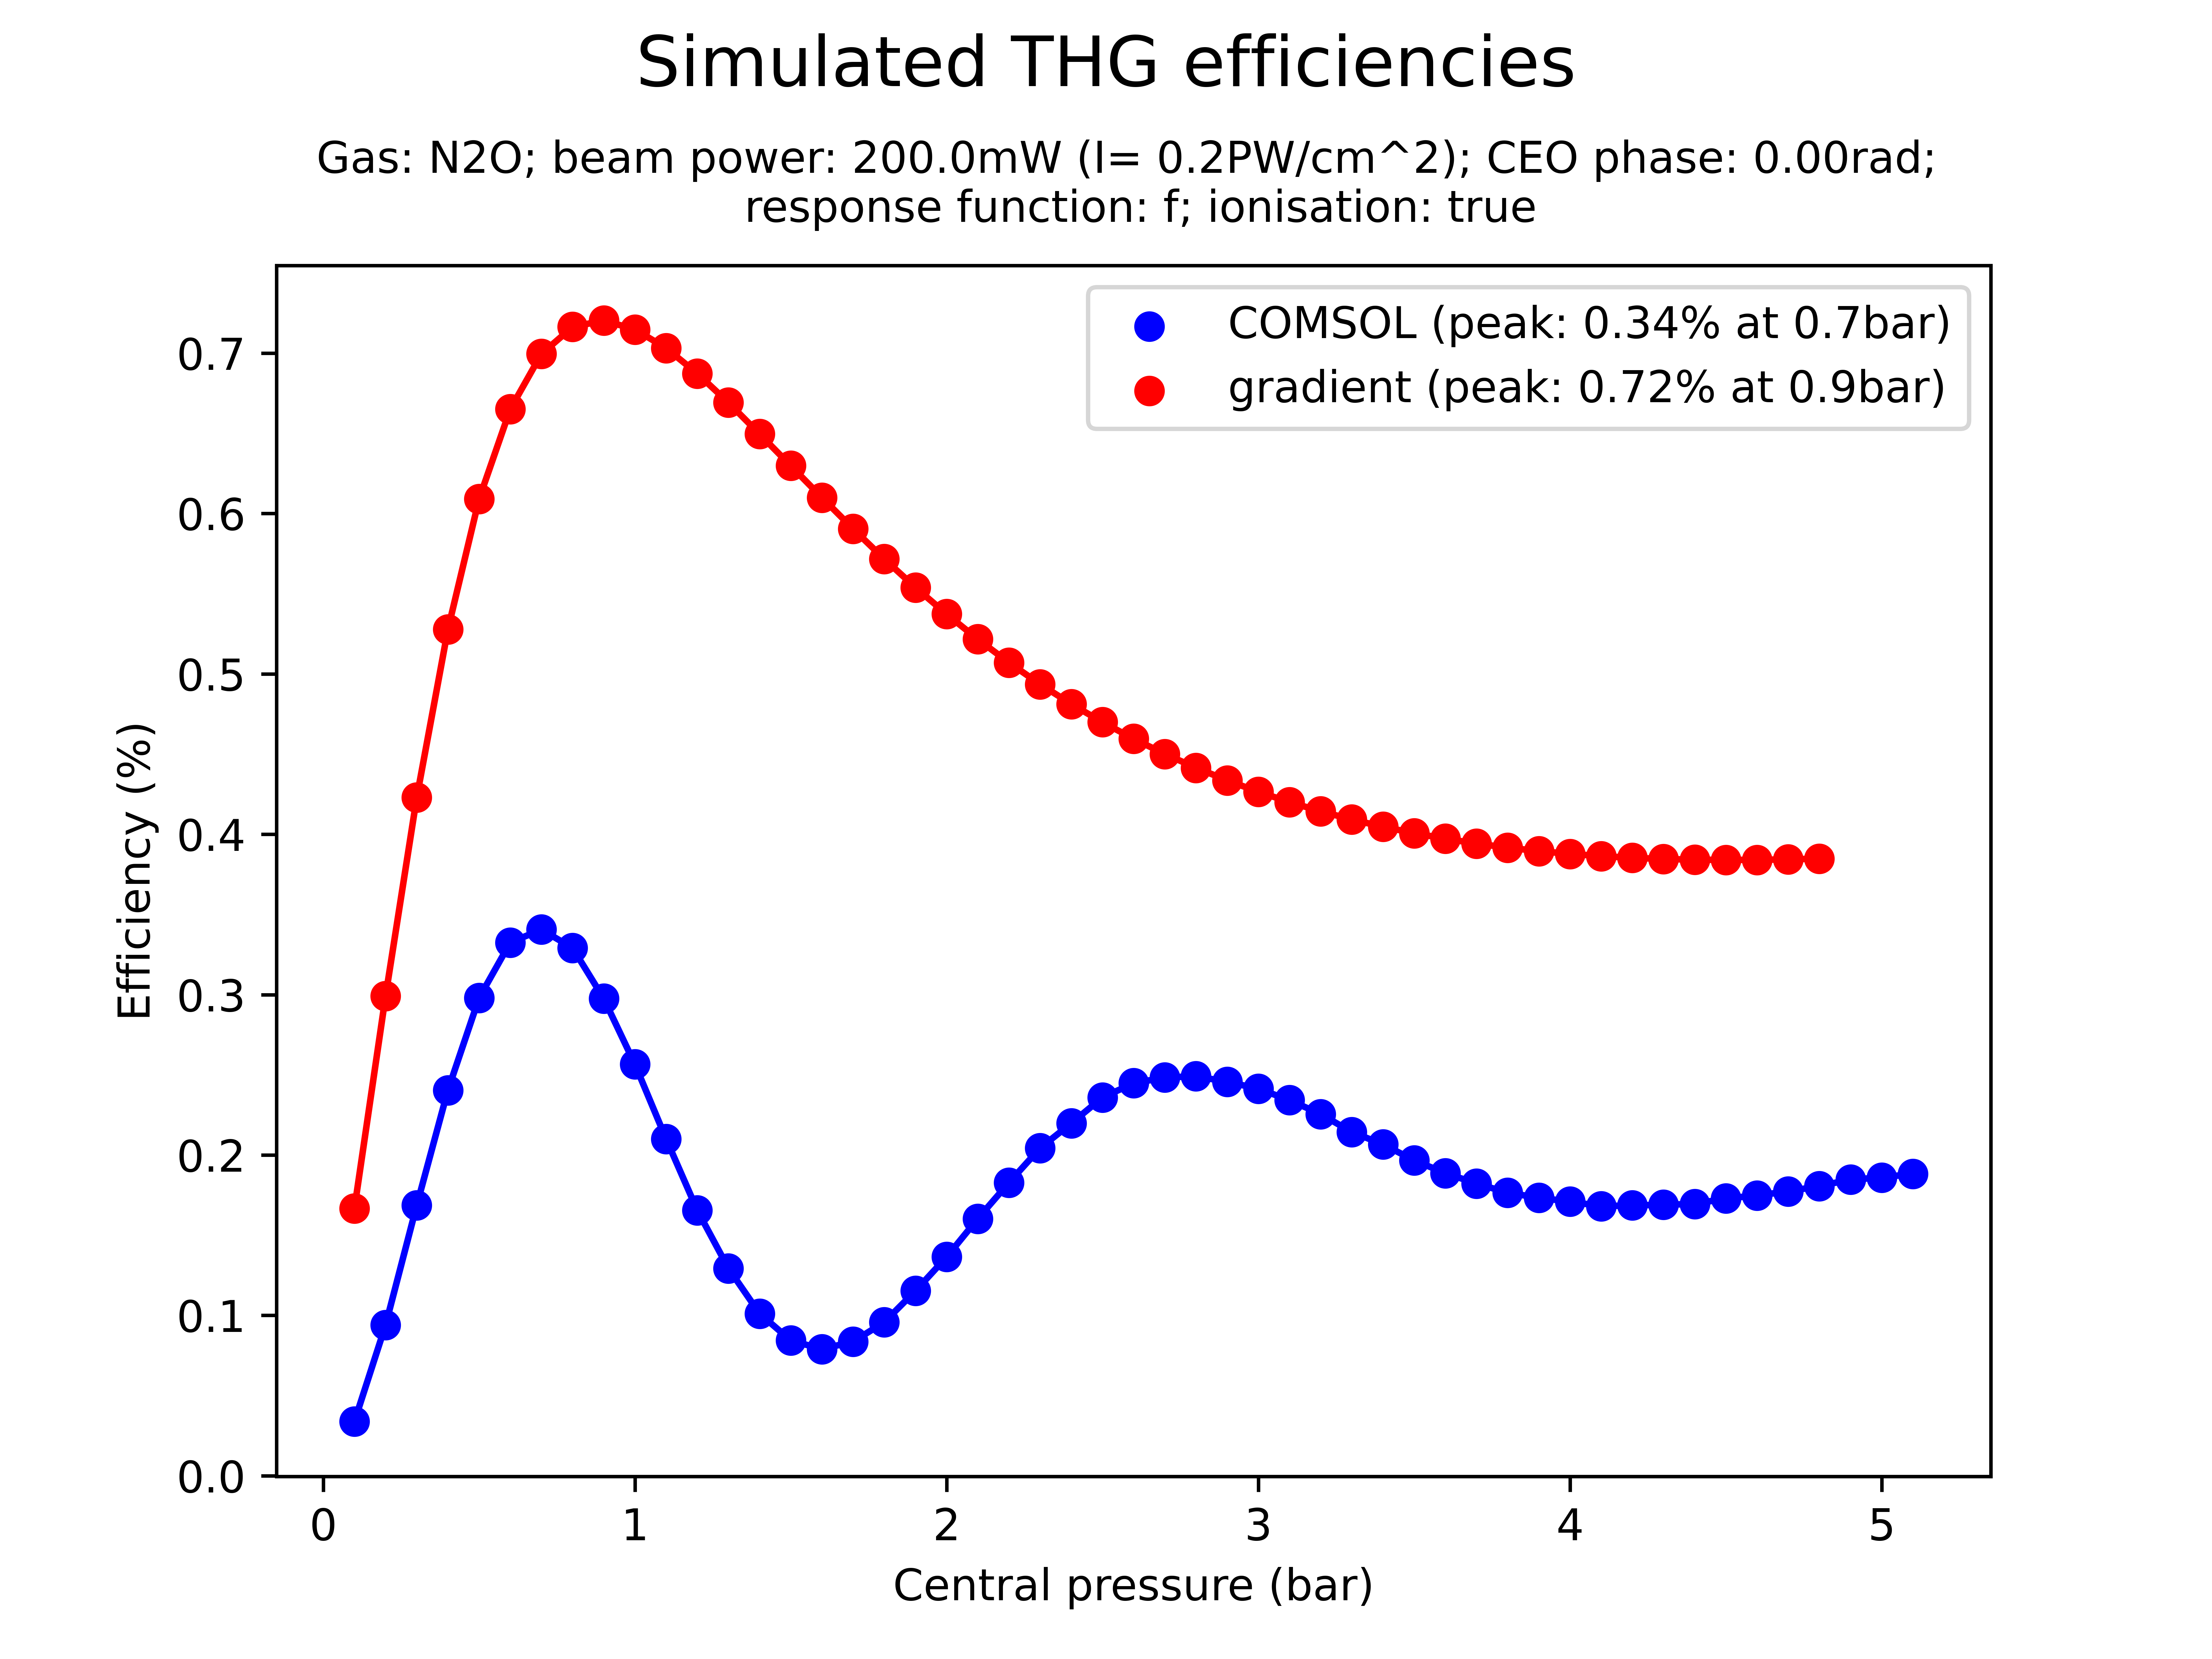 Simulated THG efficiencies
Gas: N2O; beam power: 200.0mW (I= 0.2PW/cm^2); CEO phase: 0.00rad;
response function: f; ionisation: true
COMSOL (peak: 0.34% at 0.7bar)
gradient (peak: 0.72% at 0.9bar)
Efficiency (%)
0.7
0.6
0.5
0.4
0.3
0.2
0.1
0.0
0 1 2 3 4 5
Central pressure (bar)